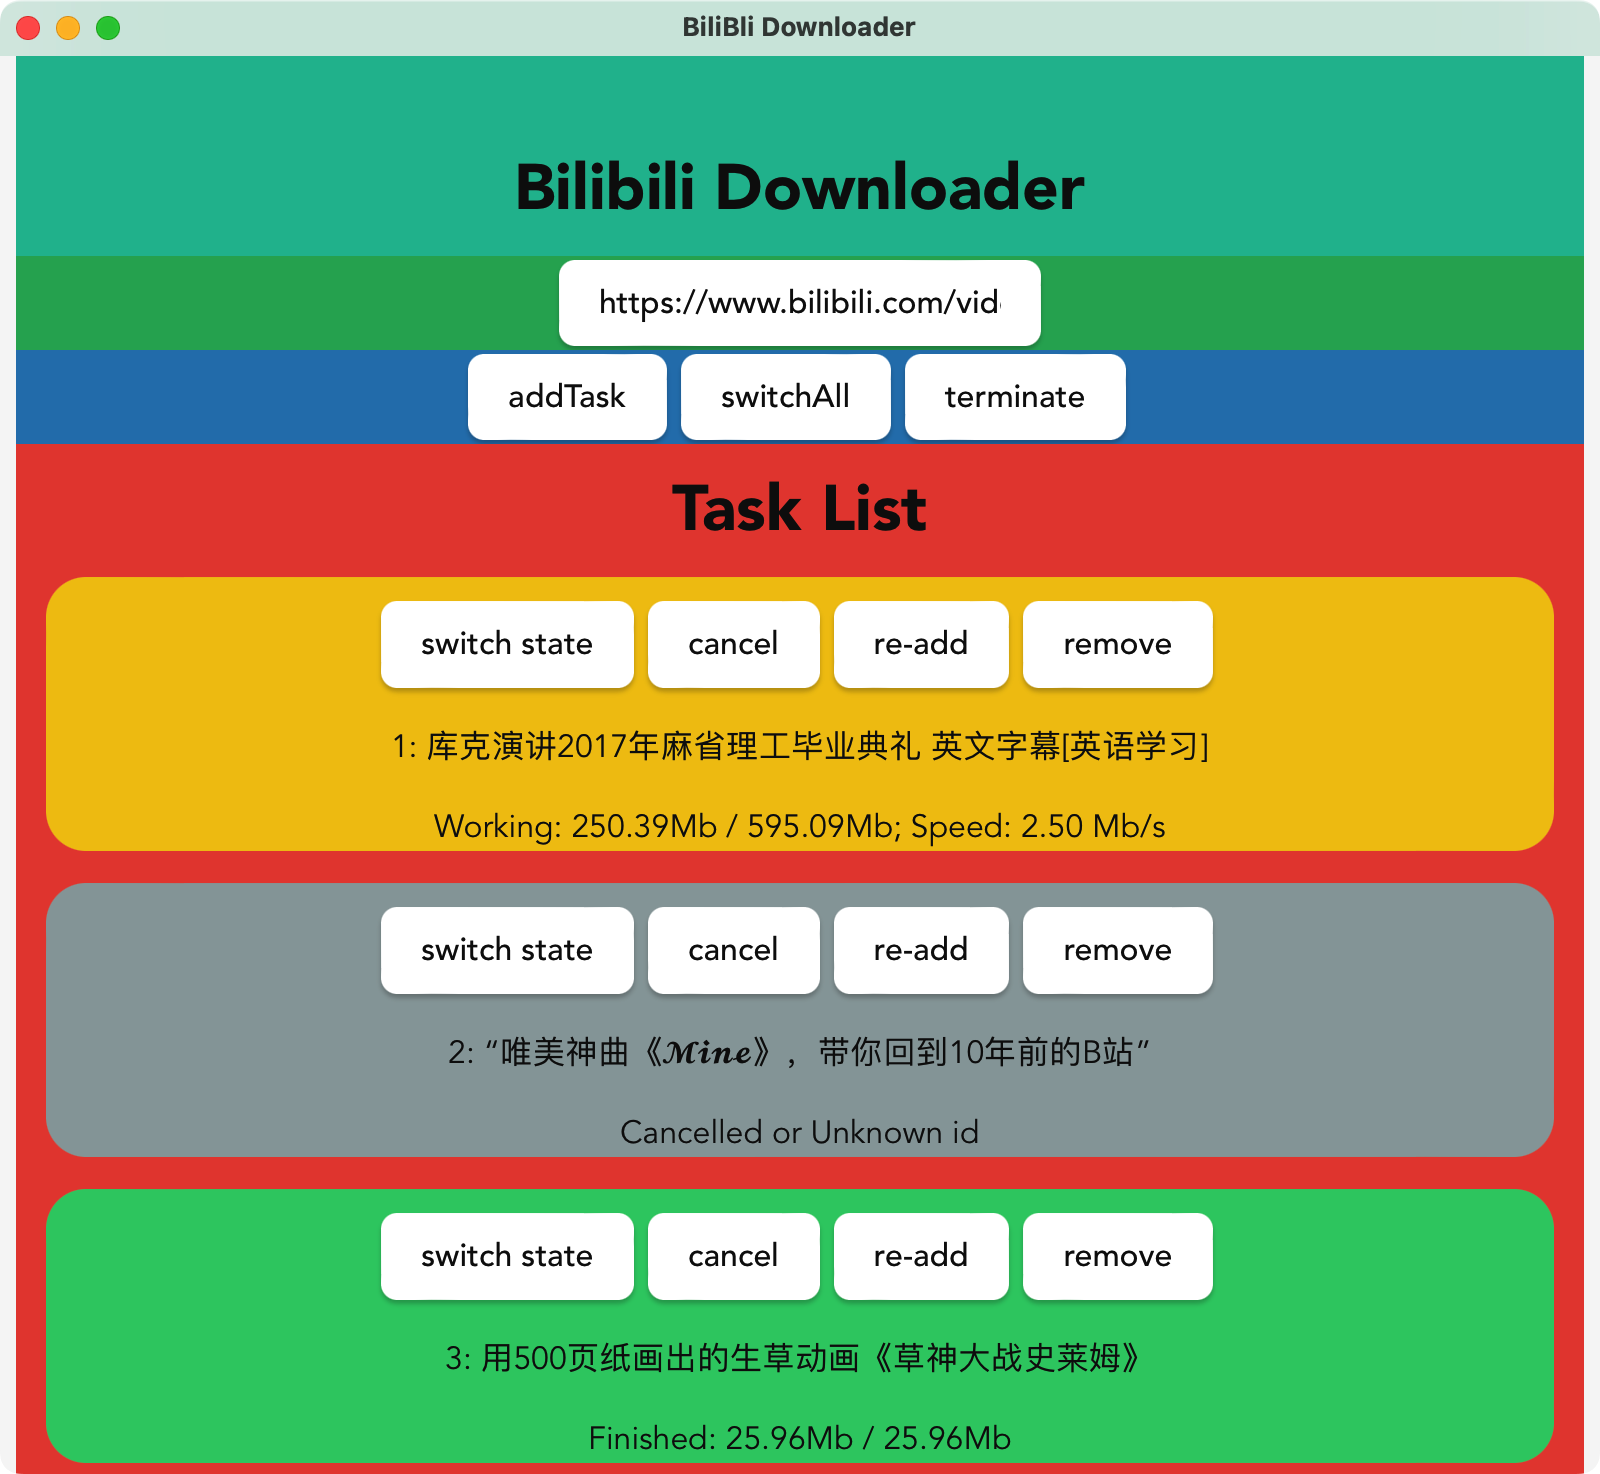 BiliBli Downloader
Bilibili Downloader
https://www.bilibili.com/vid
addTask switchAll terminate
Task List
switch state cancel re-add remove
1: 库克演讲2017年麻省理工毕业典礼 英文字幕[英语学习]
Working: 250.39Mb / 595.09Mb; Speed: 2.50 Mb/s
switch state cancel re-add remove
2: “唯美神曲《𝓜𝓲𝓷𝓮》，带你回到10年前的B站”
Cancelled or Unknown id
switch state cancel re-add remove
3: 用500页纸画出的生草动画《草神大战史莱姆》
Finished: 25.96Mb / 25.96Mb